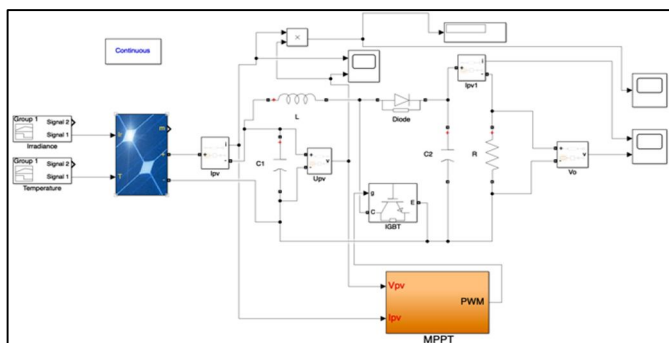 Continuous
×
Group 1
Signal 2
Signal 1
Irradiance
Group 1
Signal 2
Signal 1
Temperature
m
T
+
-
i
+
-
Ipv
L
C1
+
-
v
Upv
Diode
g
C
E
IGBT
C2
i
+
-
Ipv1
R
+
-
v
Vo
Vpv
Ipv
PWM
MPPT